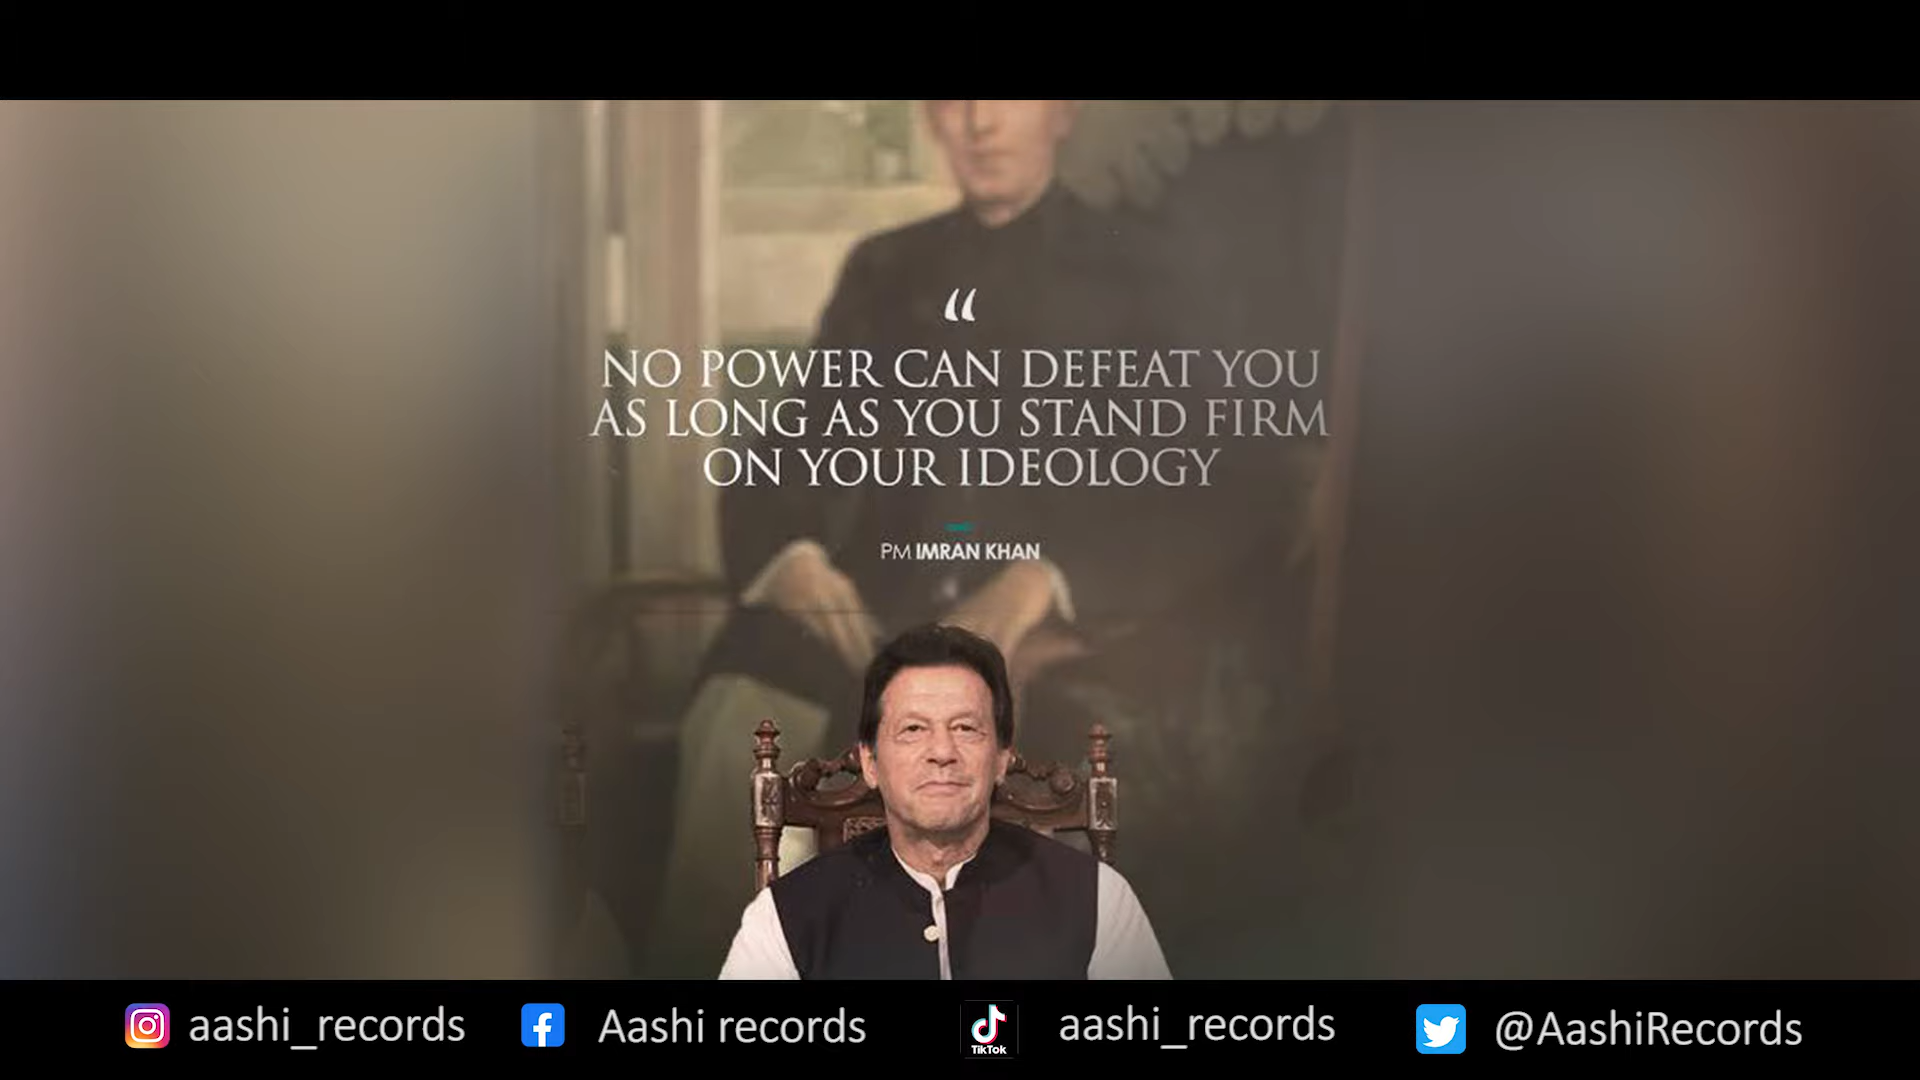 “
NO POWER CAN DEFEAT YOU
AS LONG AS YOU STAND FIRM
ON YOUR IDEOLOGY
PM IMRAN KHAN
aashi_records
Aashi records
TikTok
aashi_records
@AashiRecords